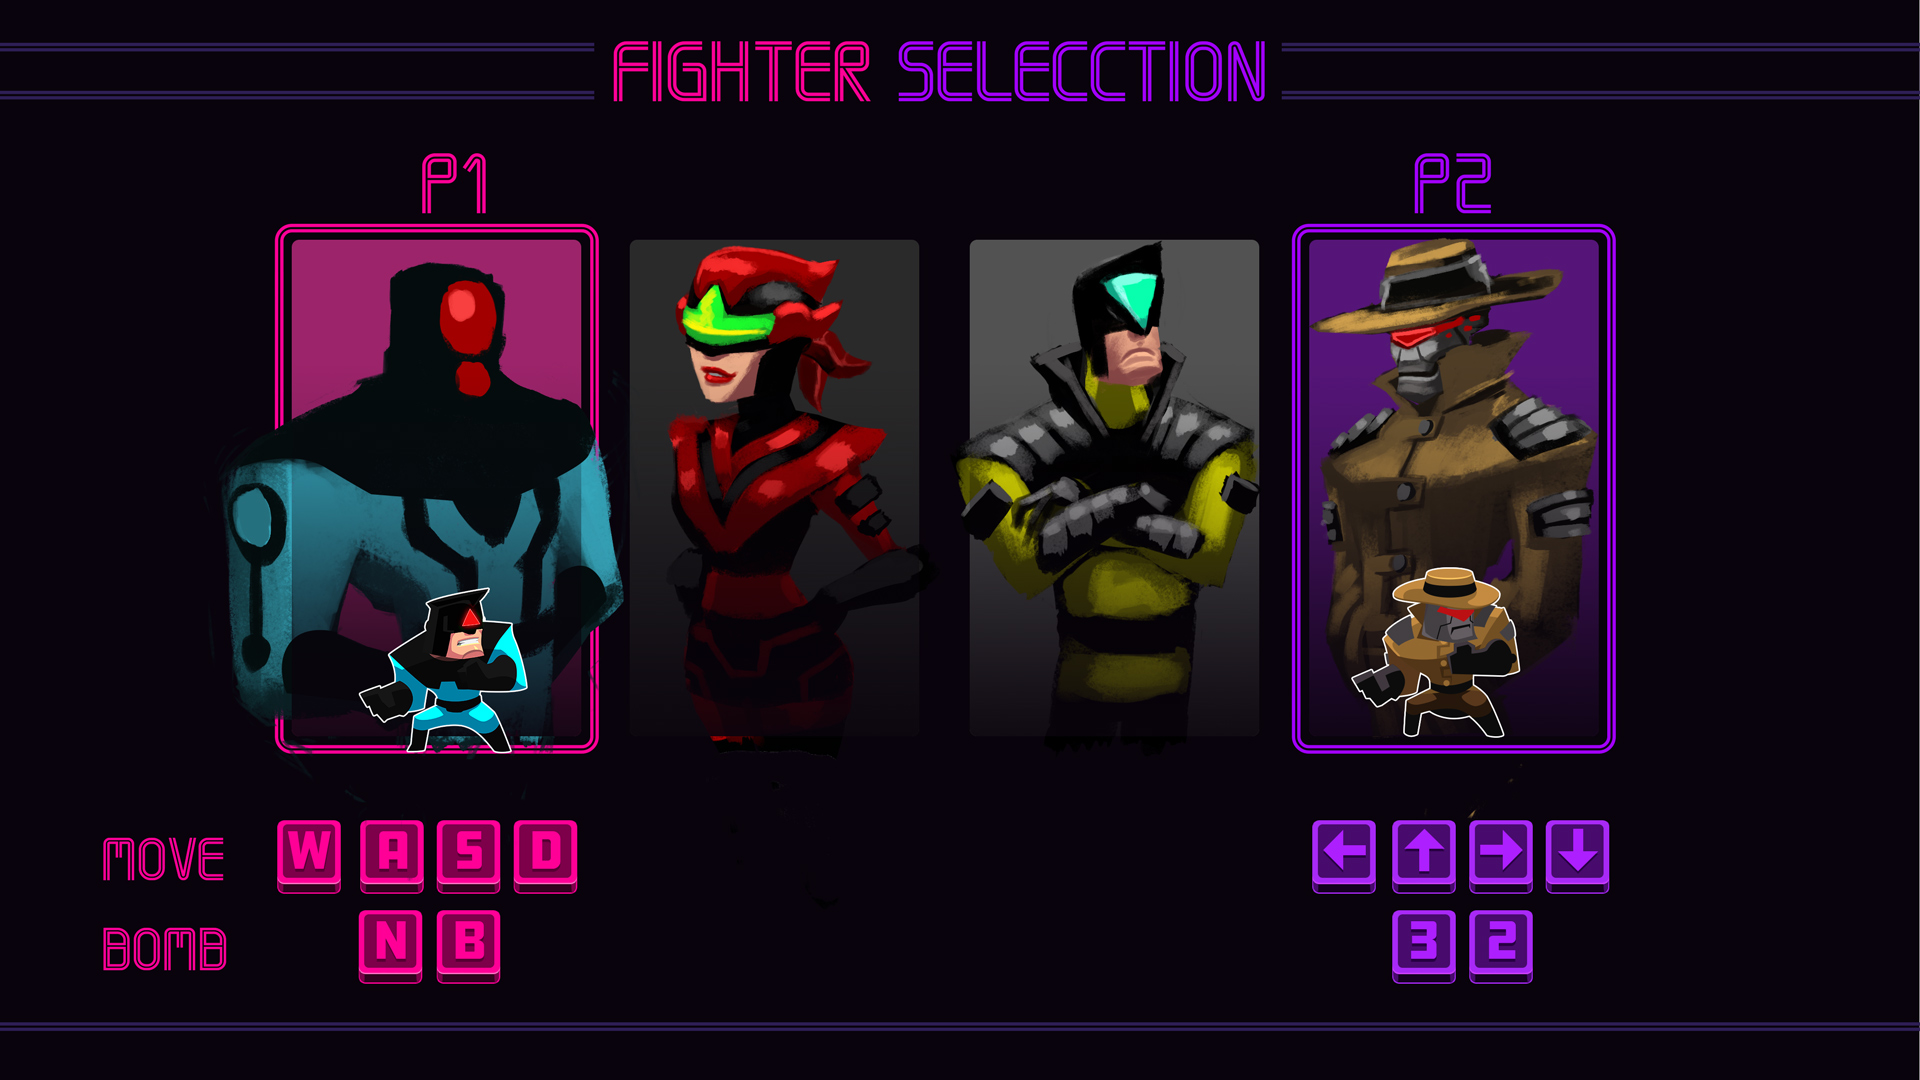 FIGHTER SELECCTION
P1 P2
MOVE W A S D ← ↑ → ↓
BOMB N B 3 2